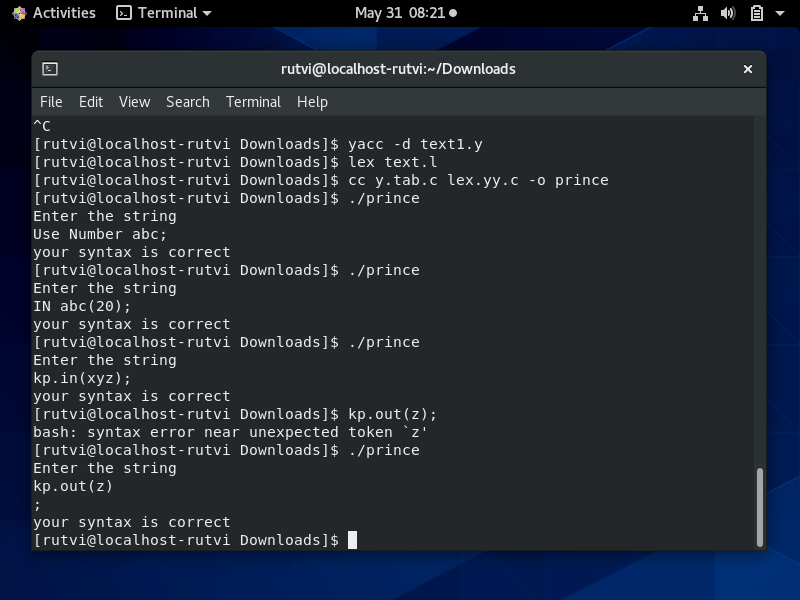 Activities Terminal May 31 08:21
rutvi@localhost-rutvi:~/Downloads
File Edit View Search Terminal Help
^C
[rutvi@localhost-rutvi Downloads]$ yacc -d text1.y
[rutvi@localhost-rutvi Downloads]$ lex text.l
[rutvi@localhost-rutvi Downloads]$ cc y.tab.c lex.yy.c -o prince
[rutvi@localhost-rutvi Downloads]$ ./prince
Enter the string
Use Number abc;
your syntax is correct
[rutvi@localhost-rutvi Downloads]$ ./prince
Enter the string
IN abc(20);
your syntax is correct
[rutvi@localhost-rutvi Downloads]$ ./prince
Enter the string
kp.in(xyz);
your syntax is correct
[rutvi@localhost-rutvi Downloads]$ kp.out(z);
bash: syntax error near unexpected token `z'
[rutvi@localhost-rutvi Downloads]$ ./prince
Enter the string
kp.out(z)
;
your syntax is correct
[rutvi@localhost-rutvi Downloads]$